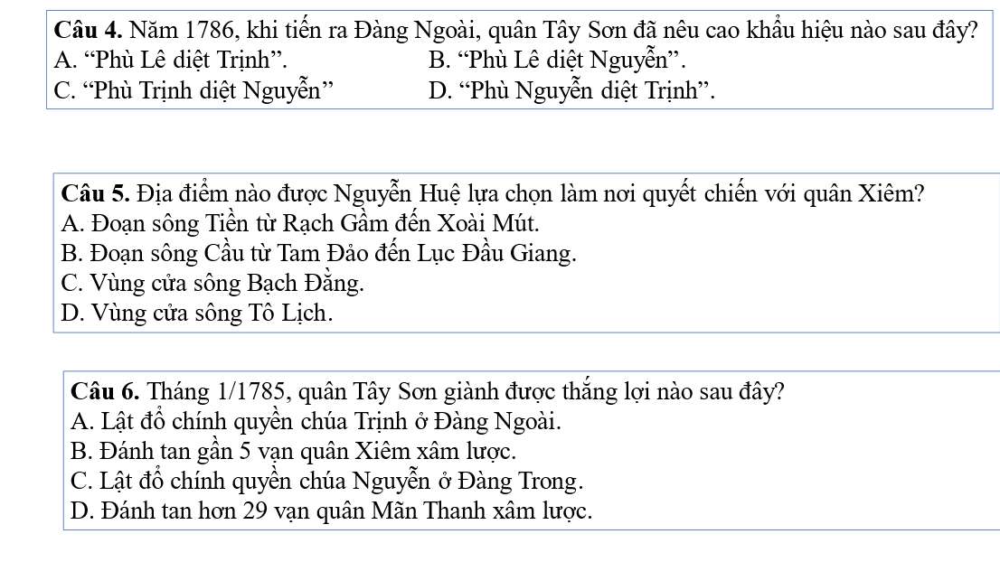 Câu 4. Năm 1786, khi tiến ra Đàng Ngoài, quân Tây Sơn đã nêu cao khẩu hiệu nào sau đây?
A. “Phù Lê diệt Trịnh”. B. “Phù Lê diệt Nguyễn”.
C. “Phù Trịnh diệt Nguyễn” D. “Phù Nguyễn diệt Trịnh”.
Câu 5. Địa điểm nào được Nguyễn Huệ lựa chọn làm nơi quyết chiến với quân Xiêm?
A. Đoạn sông Tiền từ Rạch Gầm đến Xoài Mút.
B. Đoạn sông Cầu từ Tam Đảo đến Lục Đầu Giang.
C. Vùng cửa sông Bạch Đằng.
D. Vùng cửa sông Tô Lịch.
Câu 6. Tháng 1/1785, quân Tây Sơn giành được thắng lợi nào sau đây?
A. Lật đổ chính quyền chúa Trịnh ở Đàng Ngoài.
B. Đánh tan gần 5 vạn quân Xiêm xâm lược.
C. Lật đổ chính quyền chúa Nguyễn ở Đàng Trong.
D. Đánh tan hơn 29 vạn quân Mãn Thanh xâm lược.